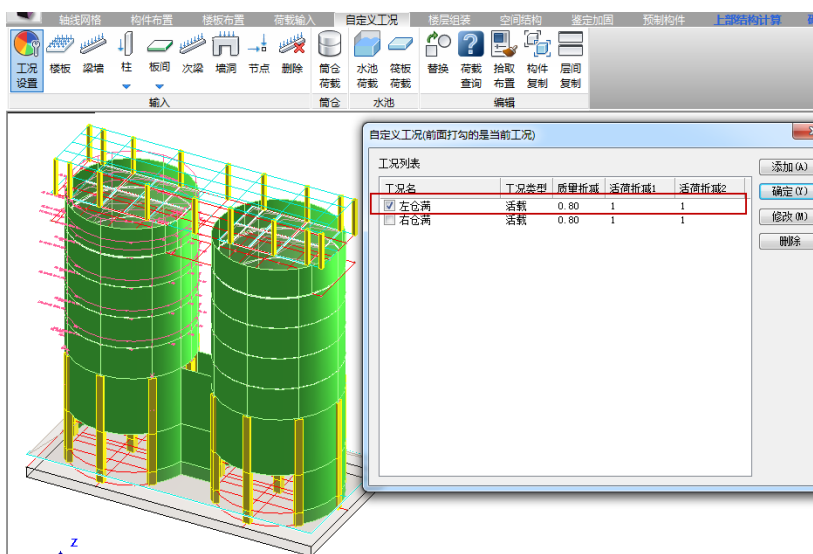 轴线网格 构件布置 楼板布置 荷载输入 自定义工况 楼层组装 空间结构 鉴定加固 预制构件 上部结构计算
工况设置 楼板 梁墙 柱 板间 次梁 墙洞 节点 删除 筒仓荷载 水池荷载 筏板荷载 替换 荷载查询 拾取布置 构件复制 层间复制
输入 筒仓 水池 编辑
自定义工况(前面打勾的是当前工况)
工况列表
工况名 工况类型 质量折减 活荷折减1 活荷折减2
左仓满 活载 0.80 1 1
右仓满 活载 0.80 1 1
添加(A)
确定(Y)
修改(M)
删除
Z